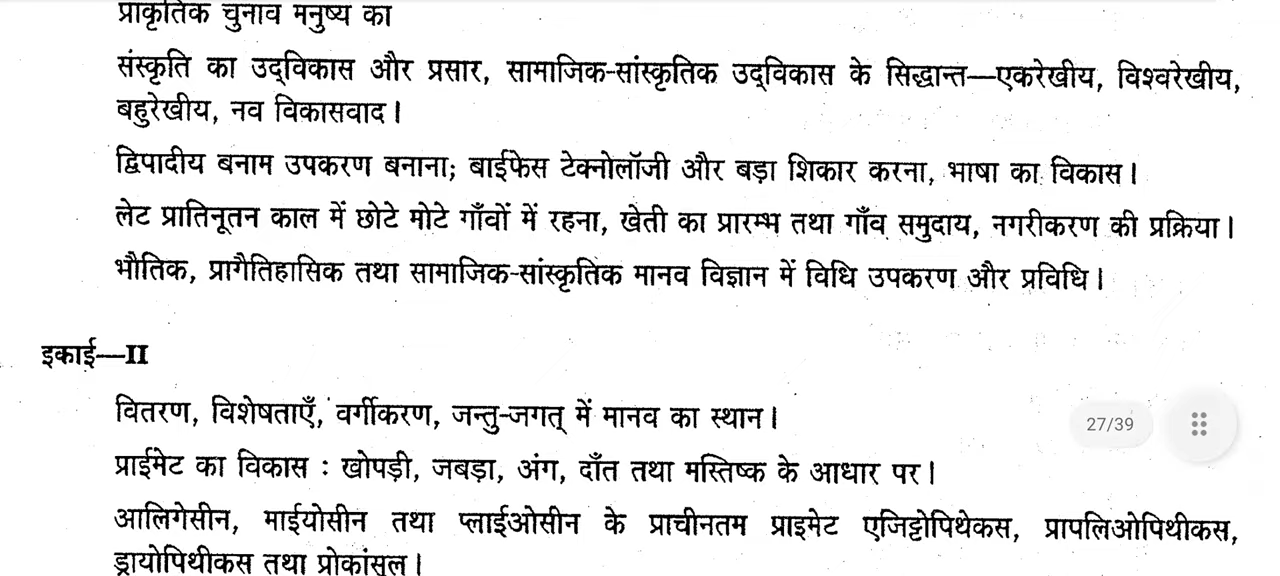 प्राकृतिक चुनाव मनुष्य का
संस्कृति का उद्‌विकास और प्रसार, सामाजिक-सांस्कृतिक उद्‌विकास के सिद्धान्त—एकरेखीय, विश्वरेखीय,
बहुरेखीय, नव विकासवाद।
द्विपादीय बनाम उपकरण बनाना; बाईफेस टेक्नोलॉजी और बड़ा शिकार करना, भाषा का विकास।
लेट प्रातिनूतन काल में छोटे मोटे गाँवों में रहना, खेती का प्रारम्भ तथा गाँव समुदाय, नगरीकरण की प्रक्रिया।
भौतिक, प्रागैतिहासिक तथा सामाजिक-सांस्कृतिक मानव विज्ञान में विधि उपकरण और प्रविधि।
इकाई—II
वितरण, विशेषताएँ, वर्गीकरण, जन्तु-जगत् में मानव का स्थान।
27/39
प्राईमेट का विकास : खोपड़ी, जबड़ा, अंग, दाँत तथा मस्तिष्क के आधार पर।
आलिगेसीन, माईयोसीन तथा प्लाईओसीन के प्राचीनतम प्राइमेट एजिट्टोपिथेकस, प्रापलिओपिथीकस,
ड्रायोपिथीकस तथा प्रोकांसुल।